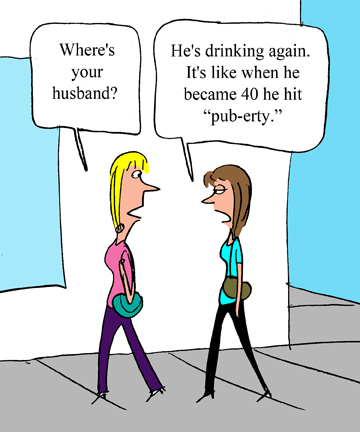 Where's
your
husband?
He's drinking again.
It's like when he
became 40 he hit
“pub-erty.”